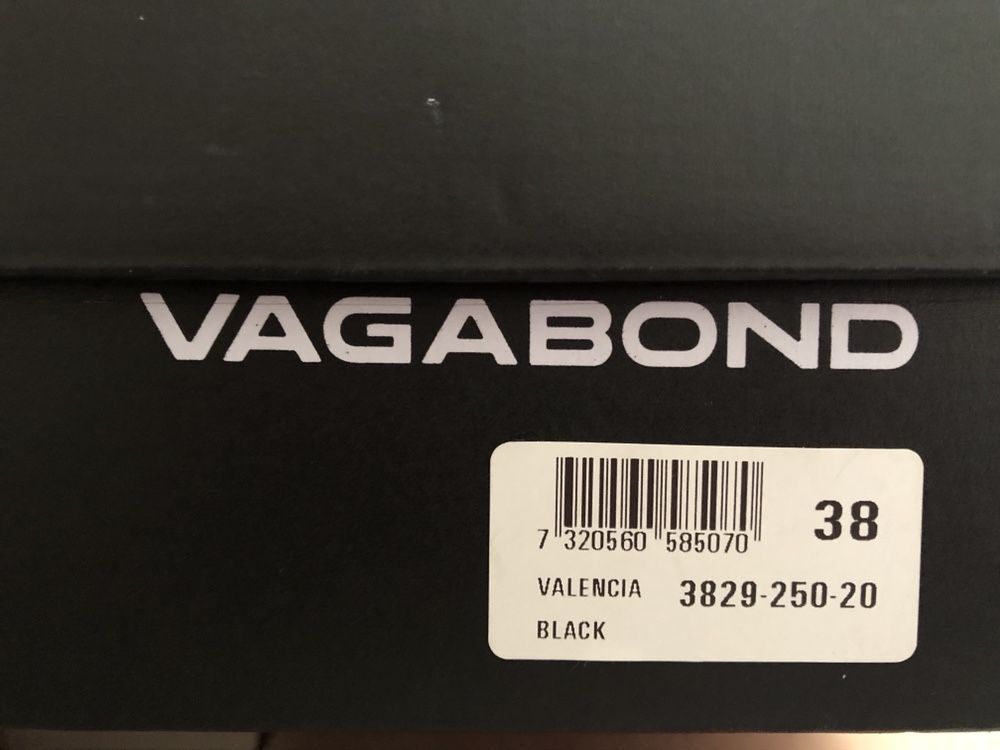 VAGABOND
38
7 320560 585070
VALENCIA 3829-250-20
BLACK